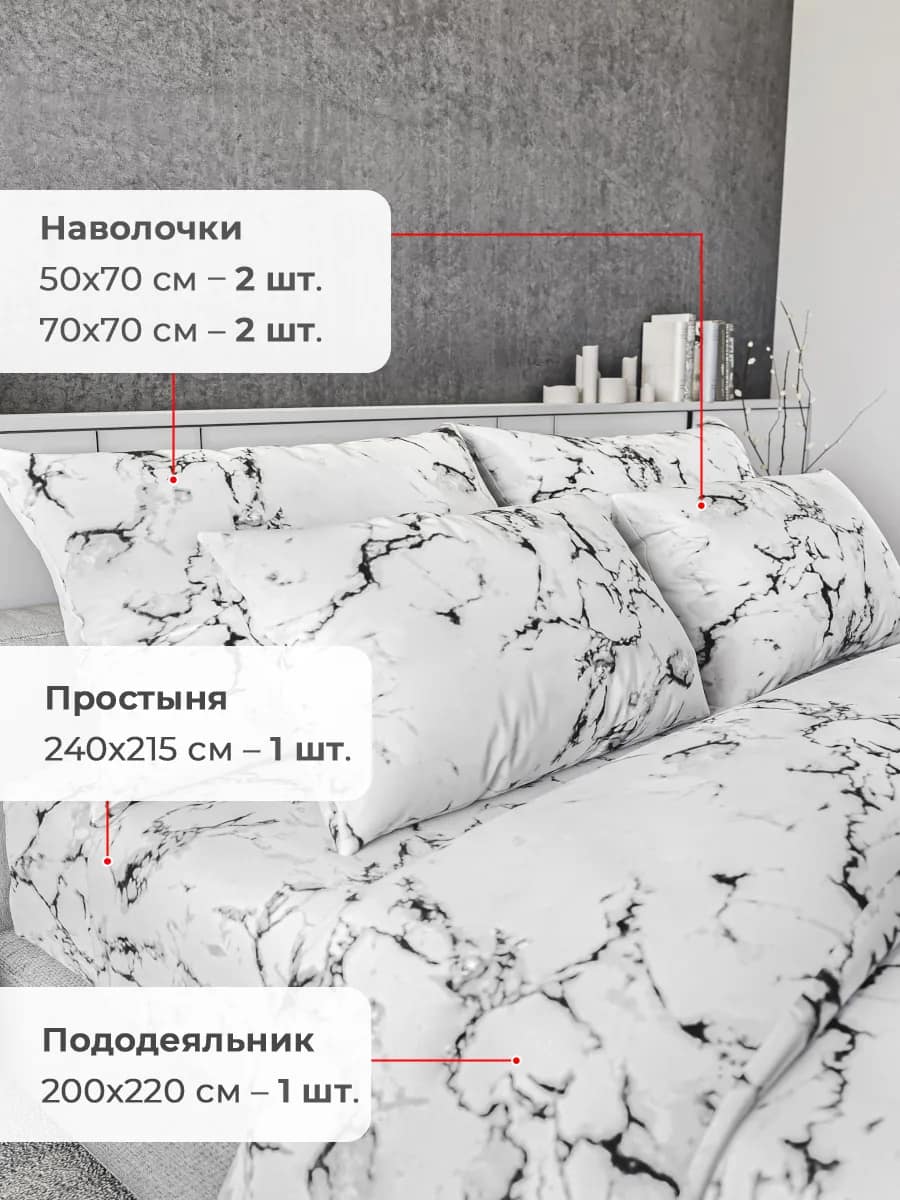 Наволочки
50х70 см – 2 шт.
70х70 см – 2 шт.
Простыня
240х215 см – 1 шт.
Пододеяльник
200х220 см – 1 шт.